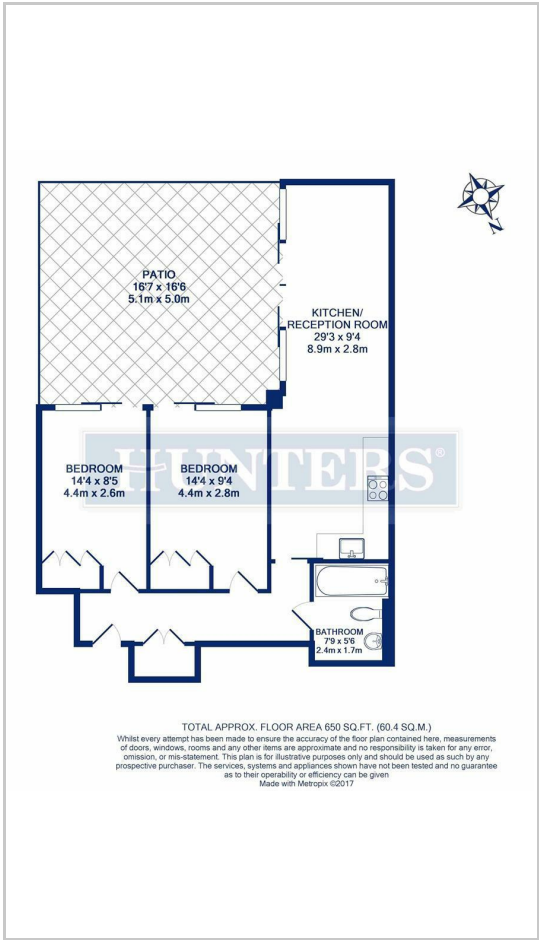 N
PATIO
16'7 x 16'6
5.1m x 5.0m
KITCHEN/
RECEPTION ROOM
29'3 x 9'4
8.9m x 2.8m
HUNTERS®
BEDROOM
14'4 x 8'5
4.4m x 2.6m
BEDROOM
14'4 x 9'4
4.4m x 2.8m
BATHROOM
7'9 x 5'6
2.4m x 1.7m
TOTAL APPROX. FLOOR AREA 650 SQ.FT. (60.4 SQ.M.)
Whilst every attempt has been made to ensure the accuracy of the floor plan contained here, measurements
of doors, windows, rooms and any other items are approximate and no responsibility is taken for any error,
omission, or mis-statement. This plan is for illustrative purposes only and should be used as such by any
prospective purchaser. The services, systems and appliances shown have not been tested and no guarantee
as to their operability or efficiency can be given
Made with Metropix ©2017